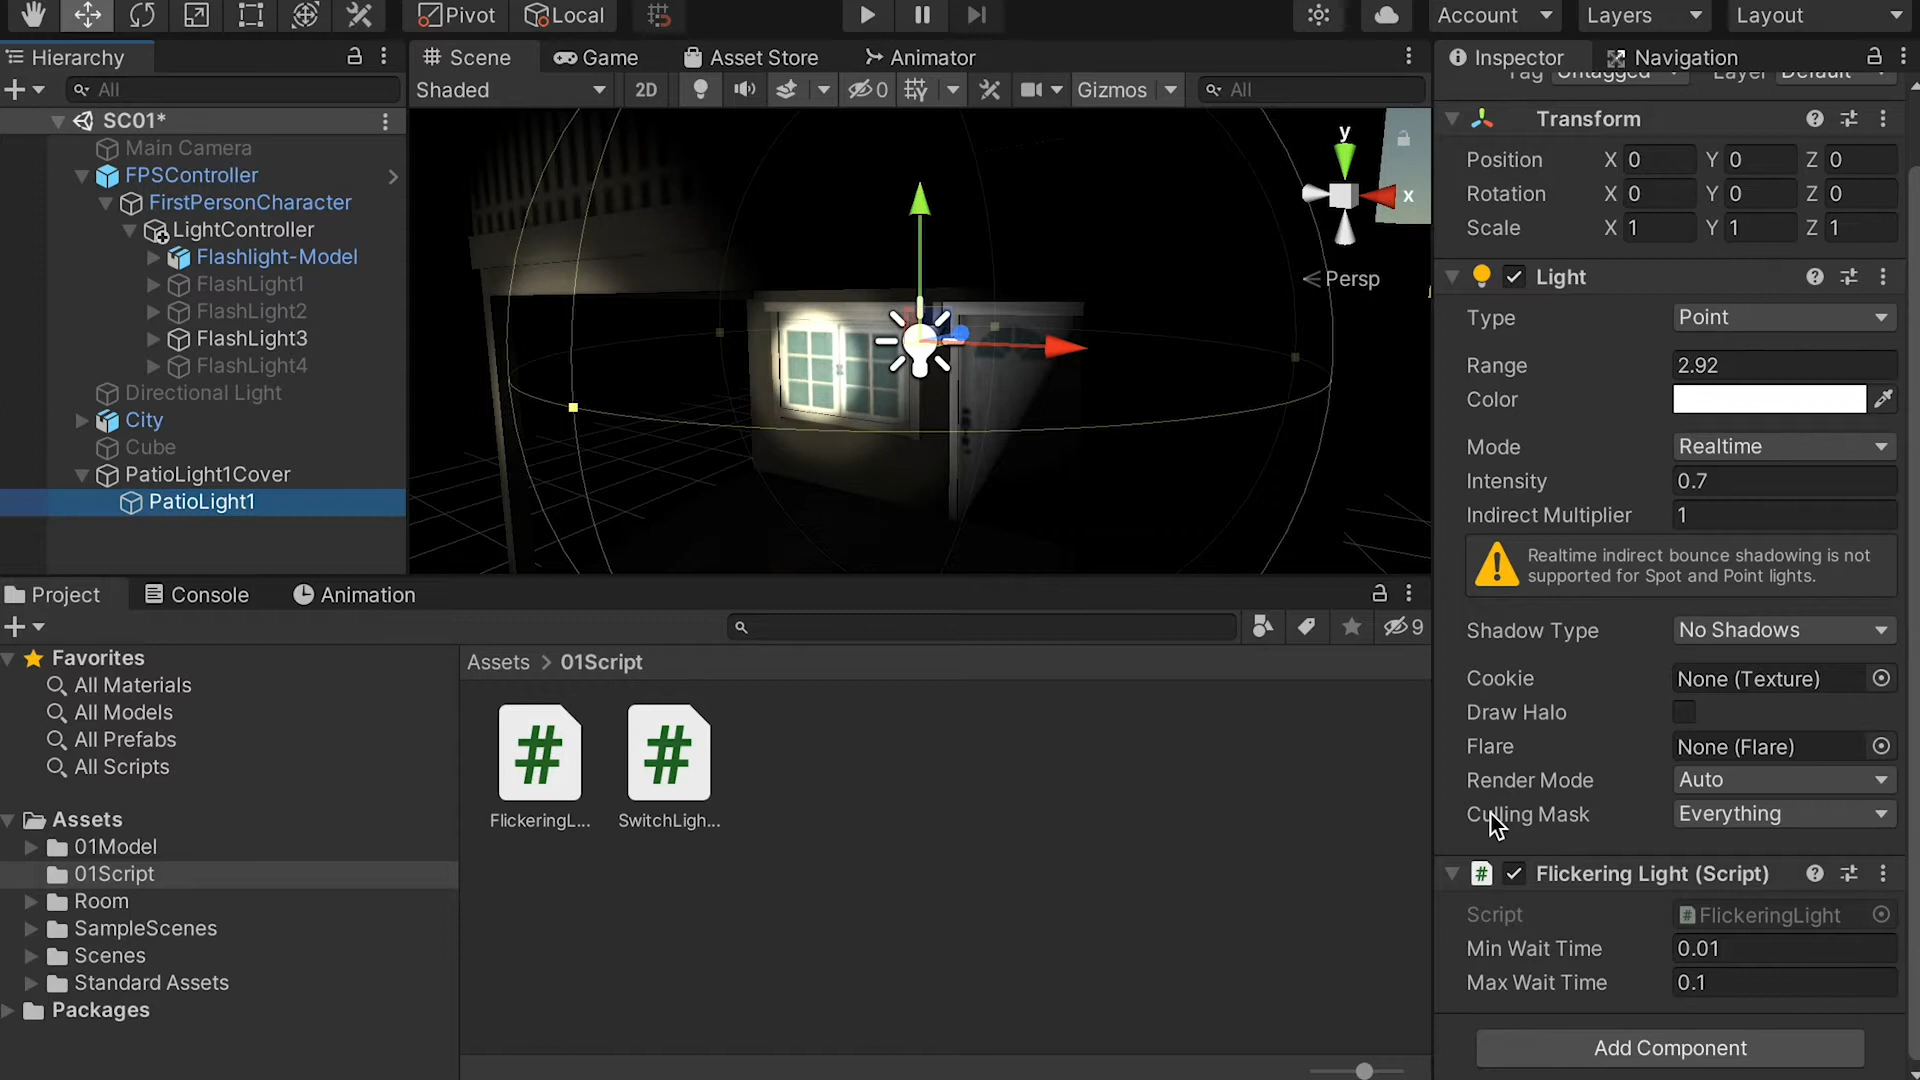 Pivot Local Account Layers Layout
Hierarchy
Scene Game Asset Store Animator
Inspector Navigation
All
Shaded 2D 0 Gizmos All
Tag Untagged Layer Default
SC01*
Main Camera
FPSController
FirstPersonCharacter
LightController
Flashlight-Model
FlashLight1
FlashLight2
FlashLight3
FlashLight4
Directional Light
City
Cube
PatioLight1Cover
PatioLight1
y
x
Persp
Transform
Position X 0 Y 0 Z 0
Rotation X 0 Y 0 Z 0
Scale X 1 Y 1 Z 1
Light
Type Point
Range 2.92
Color
Mode Realtime
Intensity 0.7
Indirect Multiplier 1
Realtime indirect bounce shadowing is not
supported for Spot and Point lights.
Shadow Type No Shadows
Cookie None (Texture)
Draw Halo
Flare None (Flare)
Render Mode Auto
Culling Mask Everything
# Flickering Light (Script)
Script # FlickeringLight
Min Wait Time 0.01
Max Wait Time 0.1
Add Component
Project Console Animation
9
Favorites
All Materials
All Models
All Prefabs
All Scripts
Assets
01Model
01Script
Room
SampleScenes
Scenes
Standard Assets
Packages
Assets > 01Script
# #
FlickeringL... SwitchLigh...